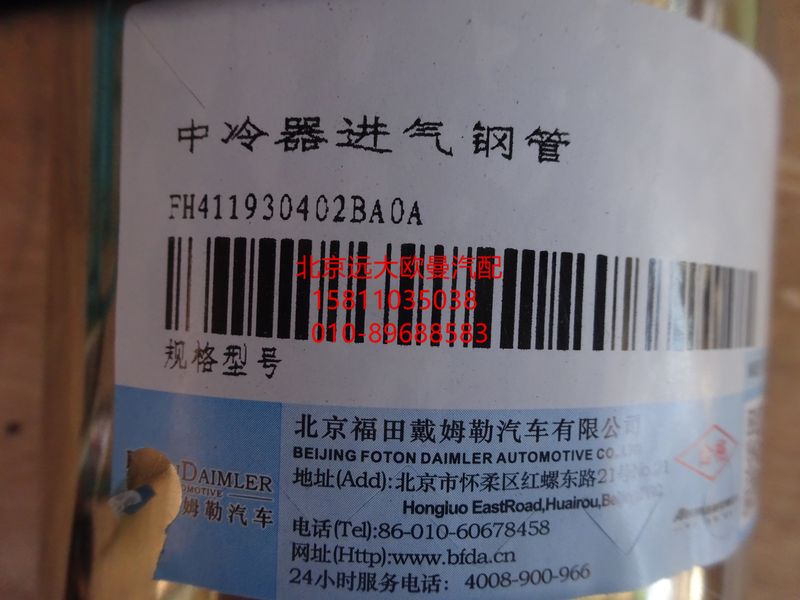 中冷器进气钢管
FH411930402BA0A
北京远大欧曼汽配
15811035038
010-89688583
规格型号
北京福田戴姆勒汽车有限公司
BEIJING FOTON DAIMLER AUTOMOTIVE CO.
地址(Add):北京市怀柔区红螺东路21号
Hongluo EastRoad,Huairou,Beijing
电话(Tel):86-010-60678458
网址(Http):www.bfda.cn
24小时服务电话: 4008-900-966
DAIMLER
姆勒汽车